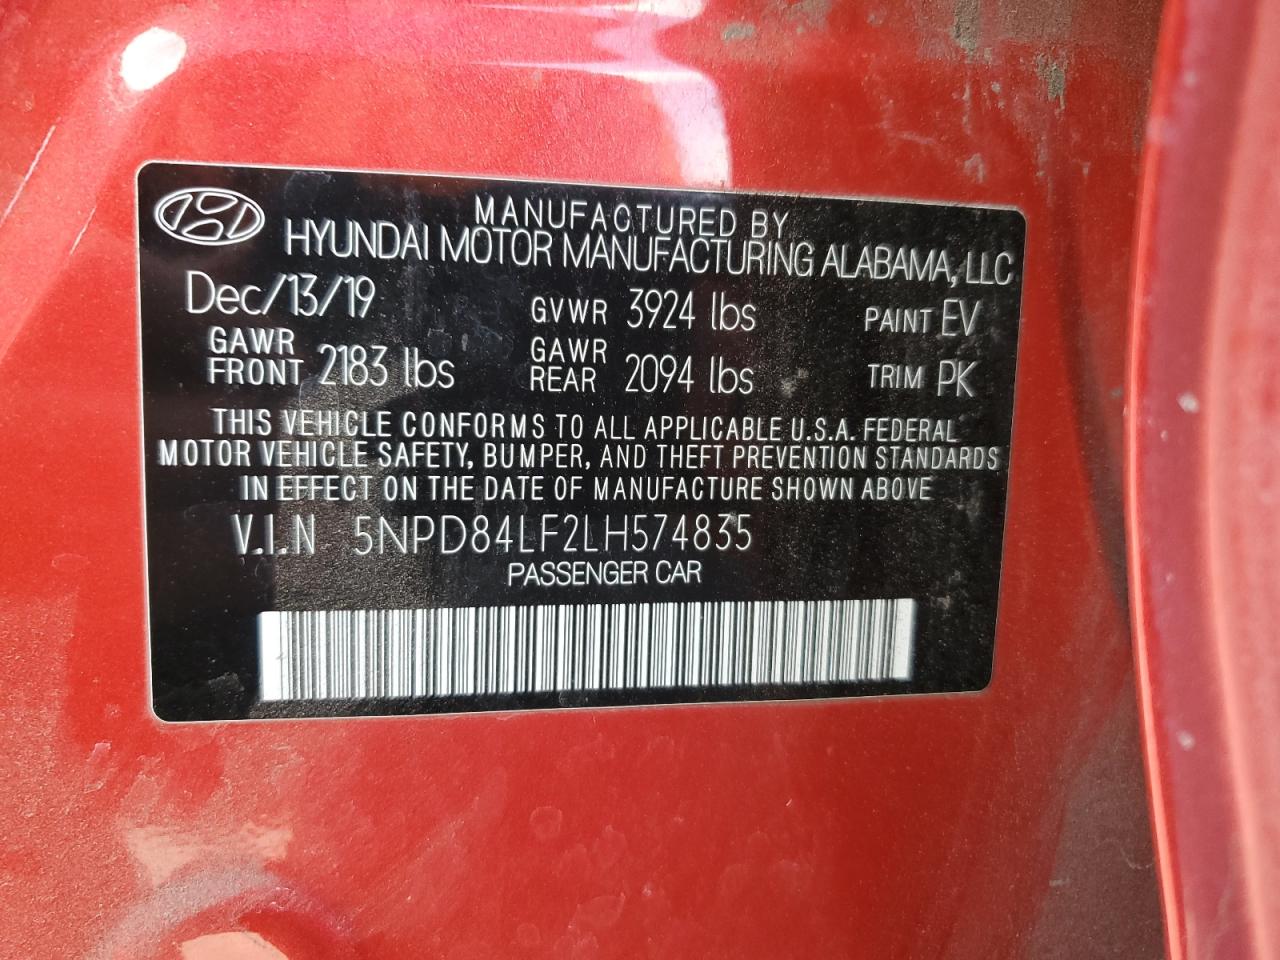 MANUFACTURED BY
HYUNDAI MOTOR MANUFACTURING ALABAMA, LLC
Dec/13/19 GVWR 3924 lbs PAINT EV
GAWR FRONT 2183 lbs GAWR REAR 2094 lbs TRIM PK
THIS VEHICLE CONFORMS TO ALL APPLICABLE U.S.A. FEDERAL
MOTOR VEHICLE SAFETY, BUMPER, AND THEFT PREVENTION STANDARDS
IN EFFECT ON THE DATE OF MANUFACTURE SHOWN ABOVE
V.I.N 5NPD84LF2LH574835
PASSENGER CAR